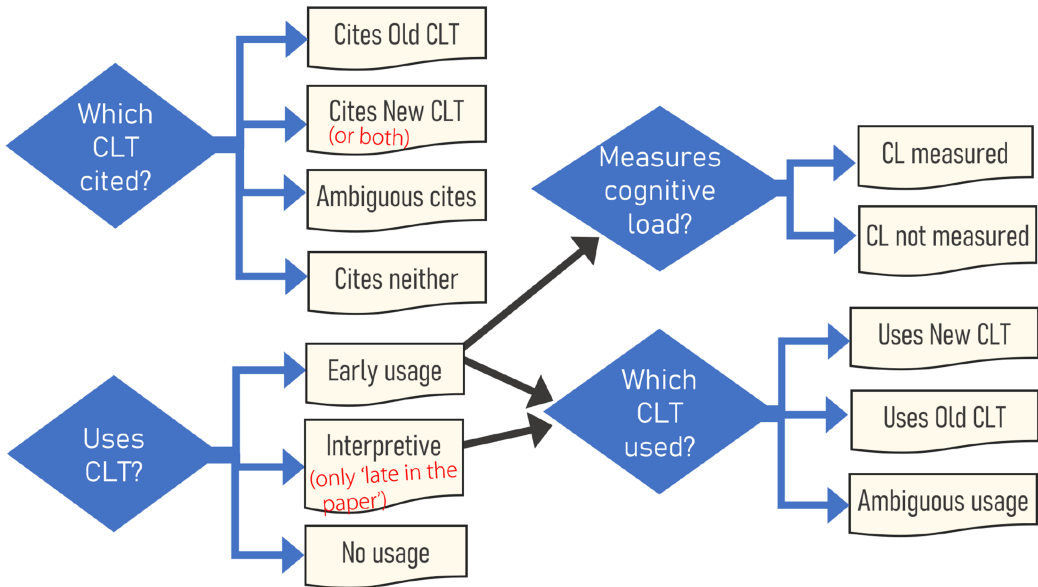 Which
CLT
cited?
Cites Old CLT
Cites New CLT
(or both)
Ambiguous cites
Cites neither
Uses
CLT?
Early usage
Interpretive
(only ‘late in the
paper’)
No usage
Measures
cognitive
load?
CL measured
CL not measured
Which
CLT
used?
Uses New CLT
Uses Old CLT
Ambiguous usage